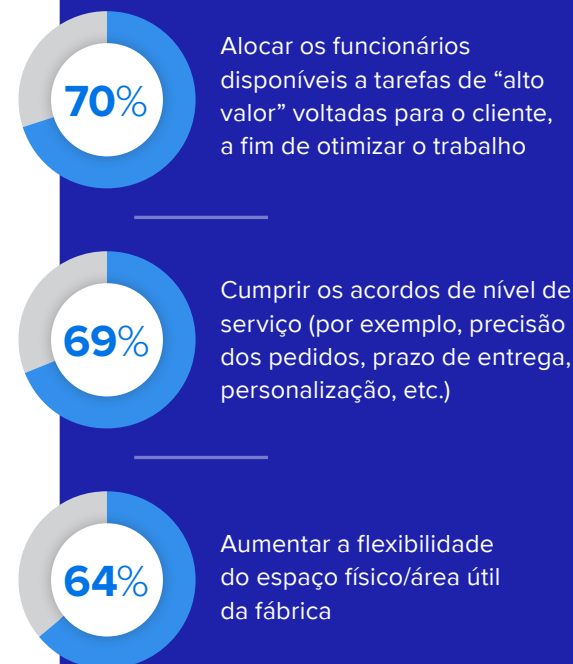 70%
Alocar os funcionários
disponíveis a tarefas de “alto
valor” voltadas para o cliente,
a fim de otimizar o trabalho
69%
Cumprir os acordos de nível de
serviço (por exemplo, precisão
dos pedidos, prazo de entrega,
personalização, etc.)
64%
Aumentar a flexibilidade
do espaço físico/área útil
da fábrica